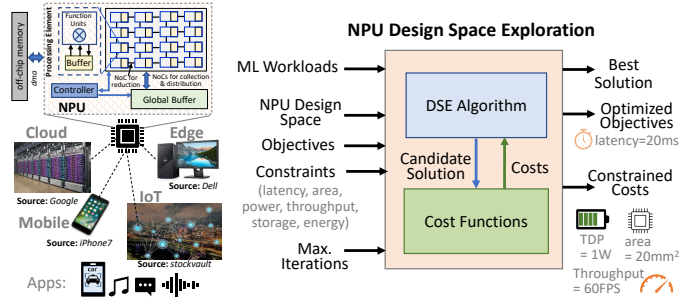 off-chip memory
dma
Processing Element
Function
Units
Buffer
NoC for
reduction
NoCs for collection
& distribution
Controller
NPU
Global Buffer
Cloud
Edge
Source: Google
Source: Dell
IoT
Mobile
Source: iPhone7
Source: stockvault
Apps:
car
NPU Design Space Exploration
ML Workloads
NPU Design
Space
Objectives
Constraints
(latency, area,
power, throughput,
storage, energy)
Max.
Iterations
DSE Algorithm
Candidate
Solution
Costs
Cost Functions
Best
Solution
Optimized
Objectives
latency=20ms
Constrained
Costs
TDP
= 1W
area
= 20mm²
Throughput
= 60FPS